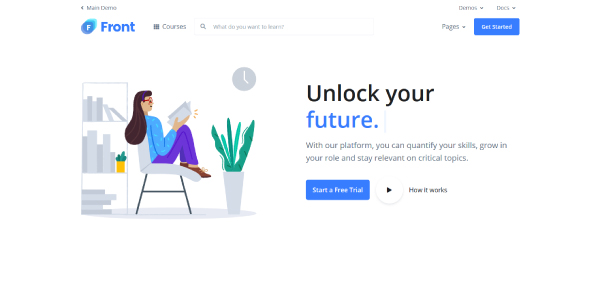 Main Demo
Demos
Docs
Front
Courses
What do you want to learn?
Pages
Get Started
Unlock your
future.
With our platform, you can quantify your skills, grow in
your role and stay relevant on critical topics.
Start a Free Trial
How it works